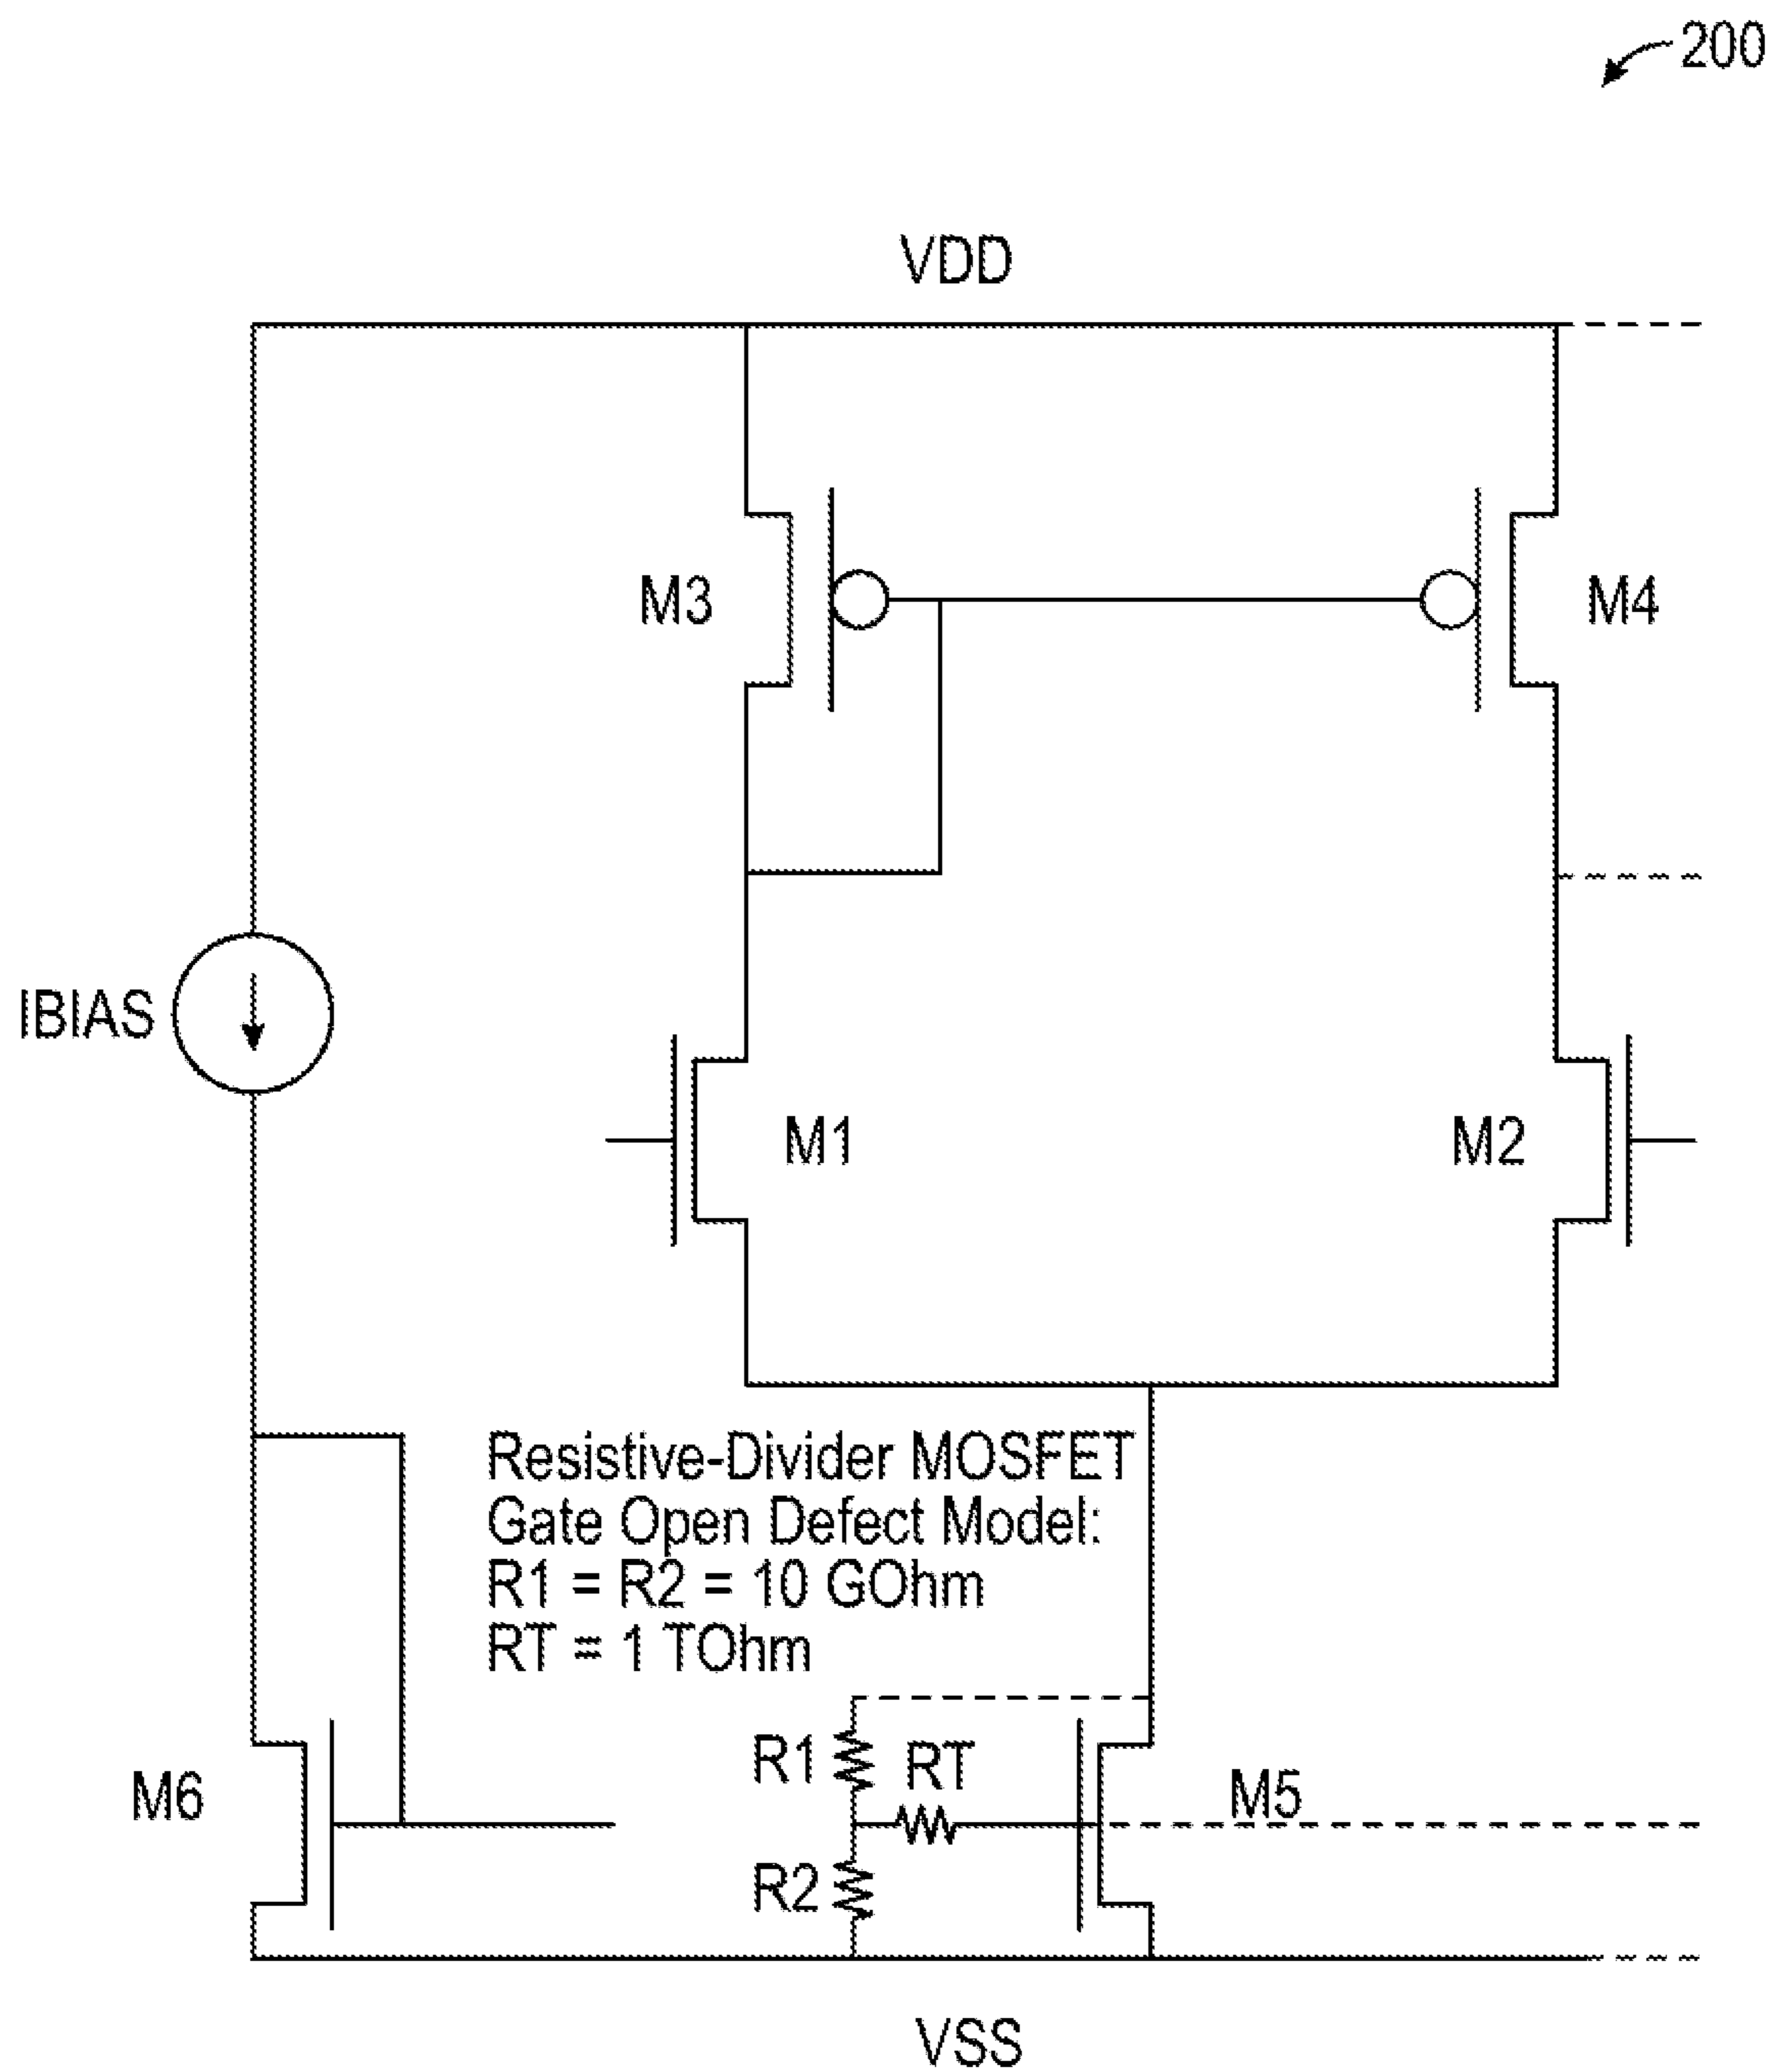 200
VDD
M3
M4
IBIAS
M1
M2
Resistive-Divider MOSFET
Gate Open Defect Model:
R1 = R2 = 10 GOhm
RT = 1 TOhm
R1
RT
M6
M5
R2
VSS